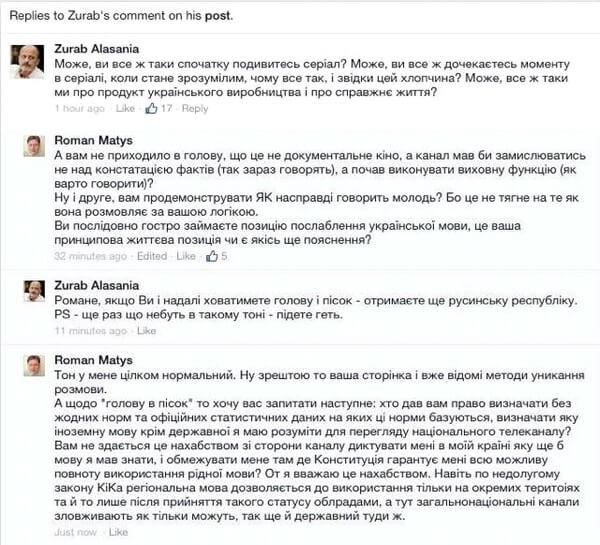 Replies to Zurab's comment on his post.
Zurab Alasania
Може, ви все ж таки спочатку подивитесь серіал? Може, ви все ж дочекаєтесь моменту
в серіалі, коли стане зрозумілим, чому все так, і звідки цей хлопчина? Може, все ж таки
ми про продукт українського виробництва і про справжнє життя?
1 hour ago · Like · 17 · Reply
Roman Matys
А вам не приходило в голову, що це не документальне кіно, а канал мав би замислюватись
не над констатацією фактів (так зараз говорять), а почав виконувати виховну функцію (як
варто говорити)?
Ну і друге, вам продемонструвати ЯК насправді говорить молодь? Бо це не тягне на те як
вона розмовляє за вашою логікою.
Ви послідовно гостро займаєте позицію послаблення української мови, це ваша
принципова життєва позиція чи є якісь ще пояснення?
32 minutes ago · Edited · Like · 5
Zurab Alasania
Романе, якщо Ви і надалі ховатимете голову і пісок - отримаєте ще русинську республіку.
PS - ще раз що небуть в такому тоні - підете геть.
11 minutes ago · Like
Roman Matys
Тон у мене цілком нормальний. Ну зрештою то ваша сторінка і вже відомі методи уникання
розмови.
А щодо "голову в пісок" то хочу вас запитати наступне: хто дав вам право визначати без
жодних норм та офіційних статистичних даних на яких ці норми базуються, визначати яку
іноземну мову крім державної я маю розуміти для перегляду національного телеканалу?
Вам не здається це нахабством зі сторони каналу диктувати мені в моїй країні яку ще б
мову я мав знати, і обмежувати мене там де Конституція гарантує мені всю можливу
повноту використання рідної мови? От я вважаю це нахабством. Навіть по недолугому
закону КіКа регіональна мова дозволяється до використання тільки на окремих територіях
та й то лише після прийняття такого статусу облрадами, а тут загальнонаціональні канали
зловживають як тільки можуть, так ще й державний туди ж.
Just now · Like